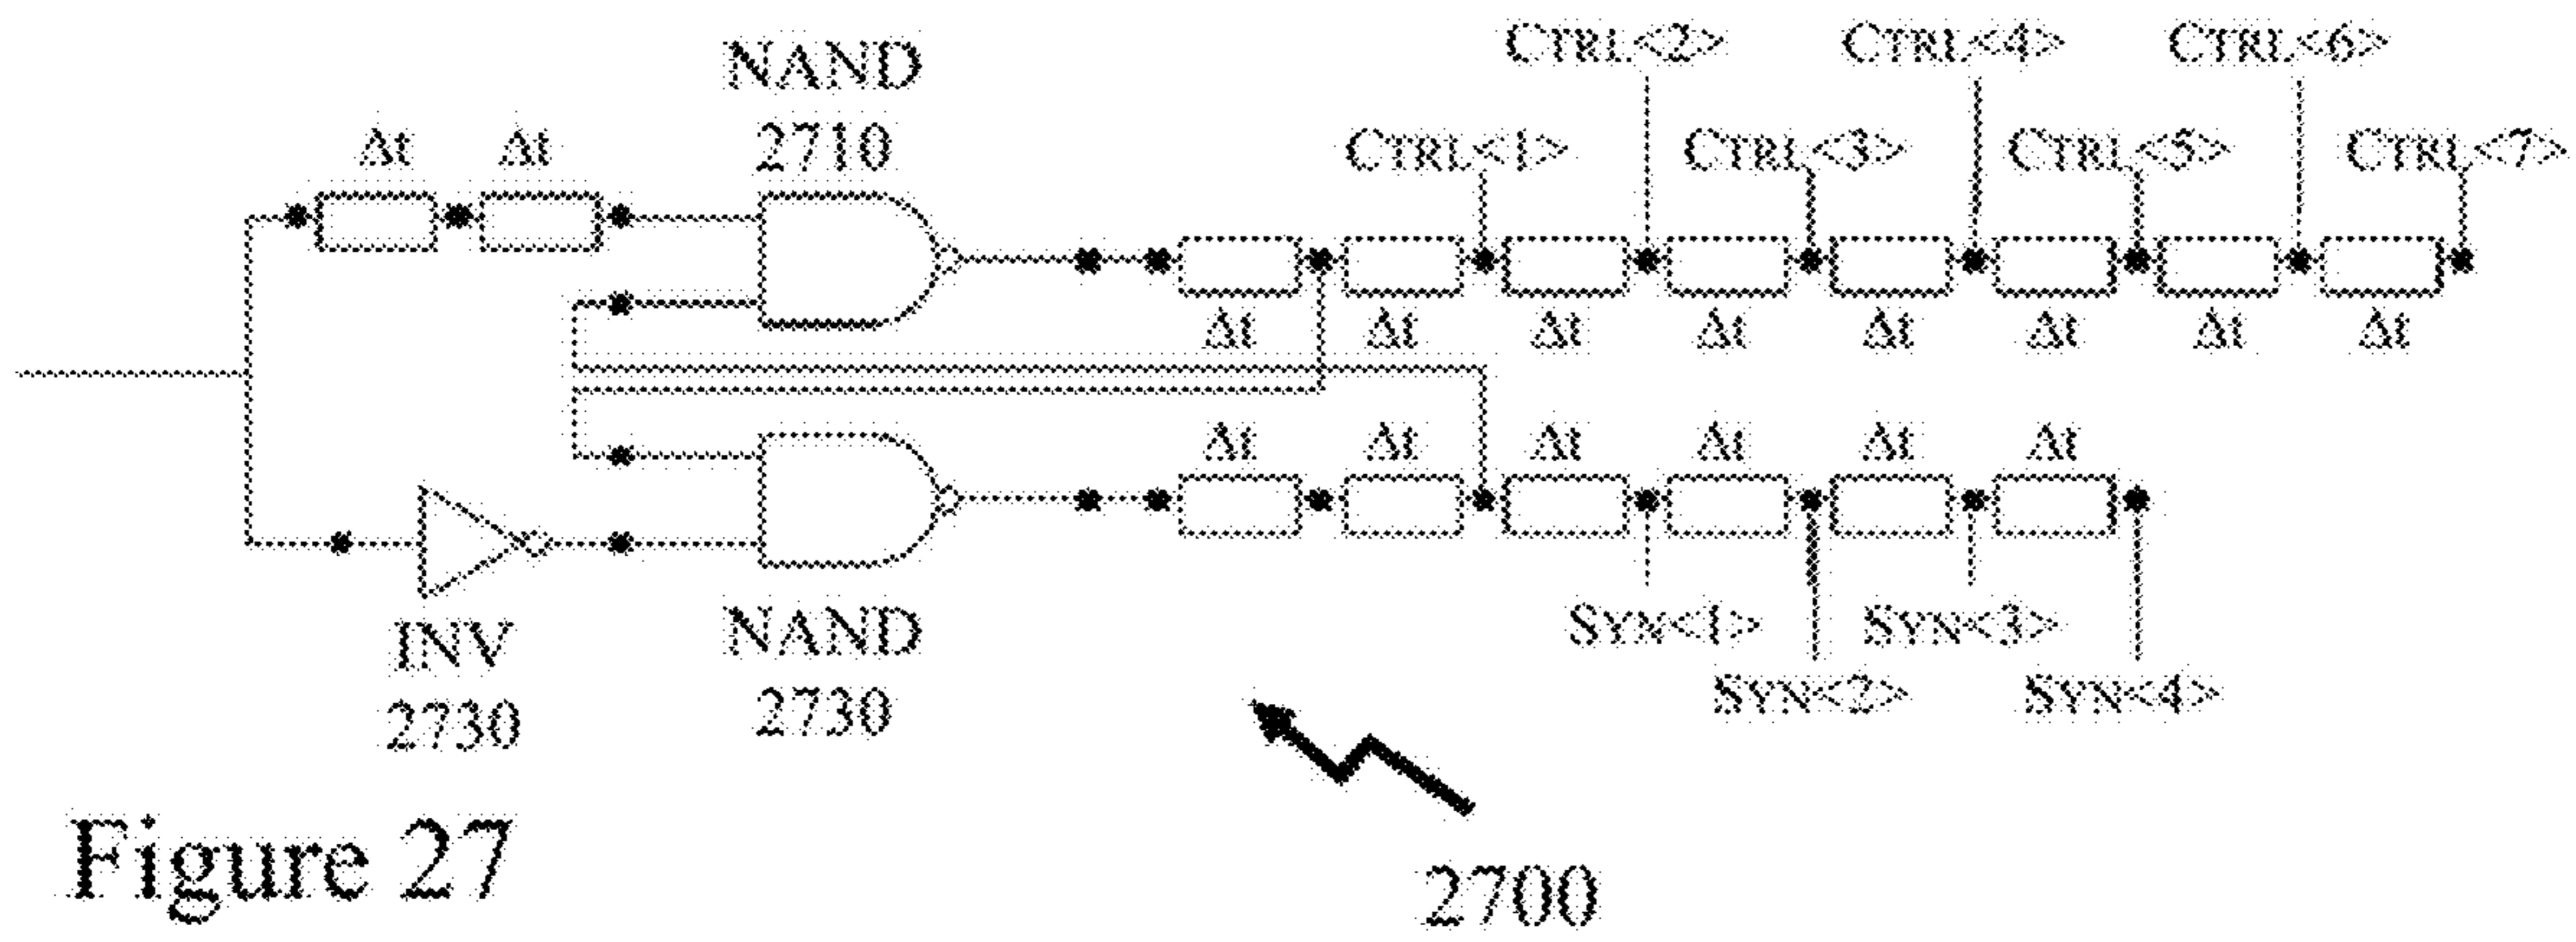 CTRL<2> CTRL<4> CTRL<6>
NAND
2710
Δt Δt
CTRL<1> CTRL<3> CTRL<5> CTRL<7>
Δt Δt Δt Δt Δt Δt Δt Δt
Δt Δt Δt Δt Δt Δt
INV
2730
NAND
2730
SYN<1> SYN<3>
SYN<2> SYN<4>
Figure 27
2700